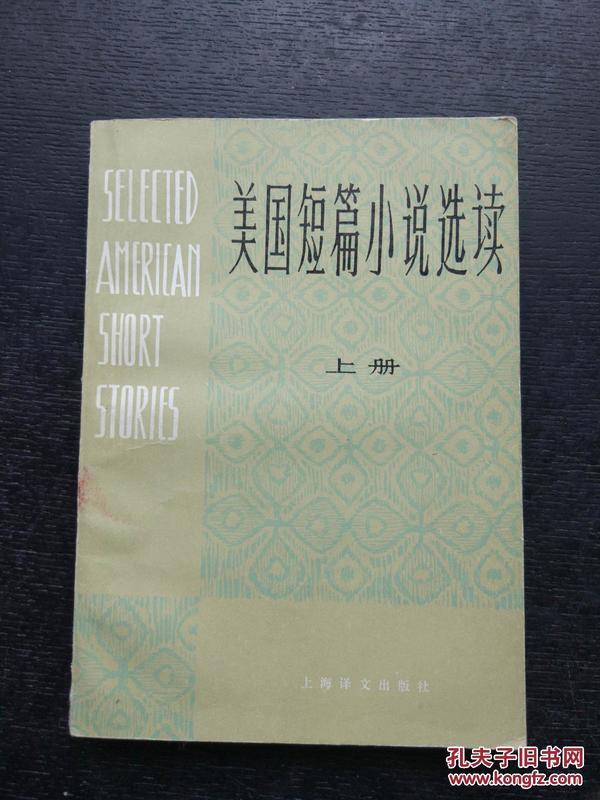 SELECTED
AMERICAN
SHORT
STORIES
美国短篇小说选读
上册
上海译文出版社
孔夫子旧书网
www.kongfz.com